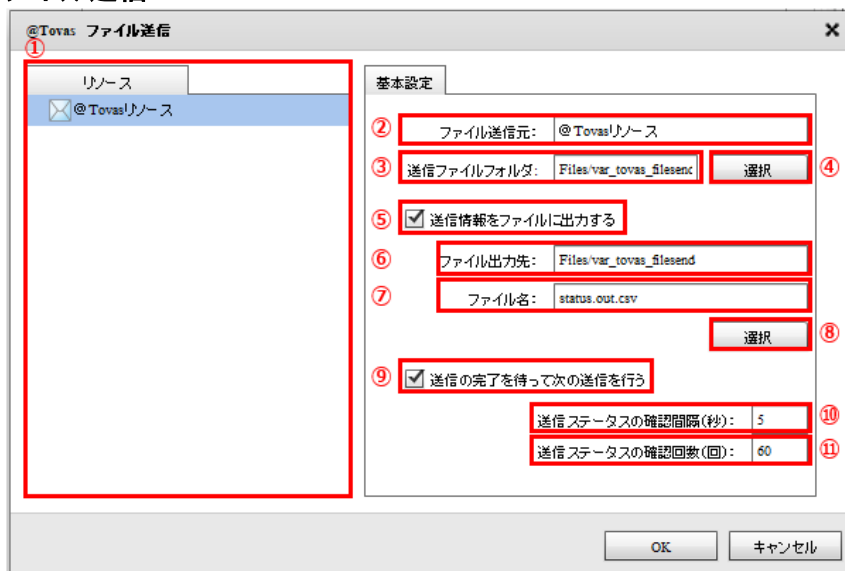 @Tovas ファイル送信 ×
①
リソース
@Tovasリソース
基本設定
② ファイル送信元: @Tovasリソース
③ 送信ファイルフォルダ: Files/var_tovas_filesend 選択 ④
⑤ 送信情報をファイルに出力する
⑥ ファイル出力先: Files/var_tovas_filesend
⑦ ファイル名: status.out.csv
選択 ⑧
⑨ 送信の完了を待って次の送信を行う
送信ステータスの確認間隔(秒): 5 ⑩
送信ステータスの確認回数(回): 60 ⑪
OK キャンセル